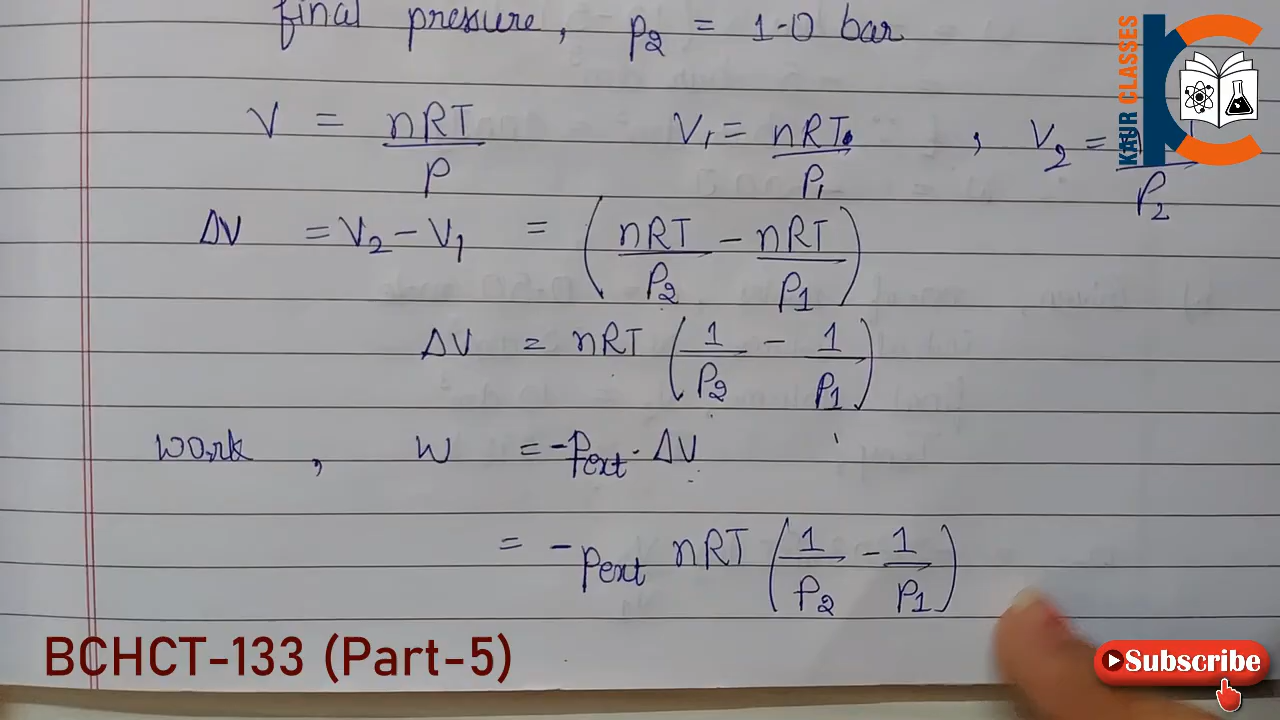 final pressure, P2 = 1.0 bar
V = nRT/P V1 = nRT/P1 , V2 = /P2
ΔV = V2 - V1 = (nRT/P2 - nRT/P1)
ΔV = nRT (1/P2 - 1/P1)
Work, W = -Pext. ΔV
= -Pext nRT (1/P2 - 1/P1)
KAUR CLASSES
BCHCT-133 (Part-5)
Subscribe